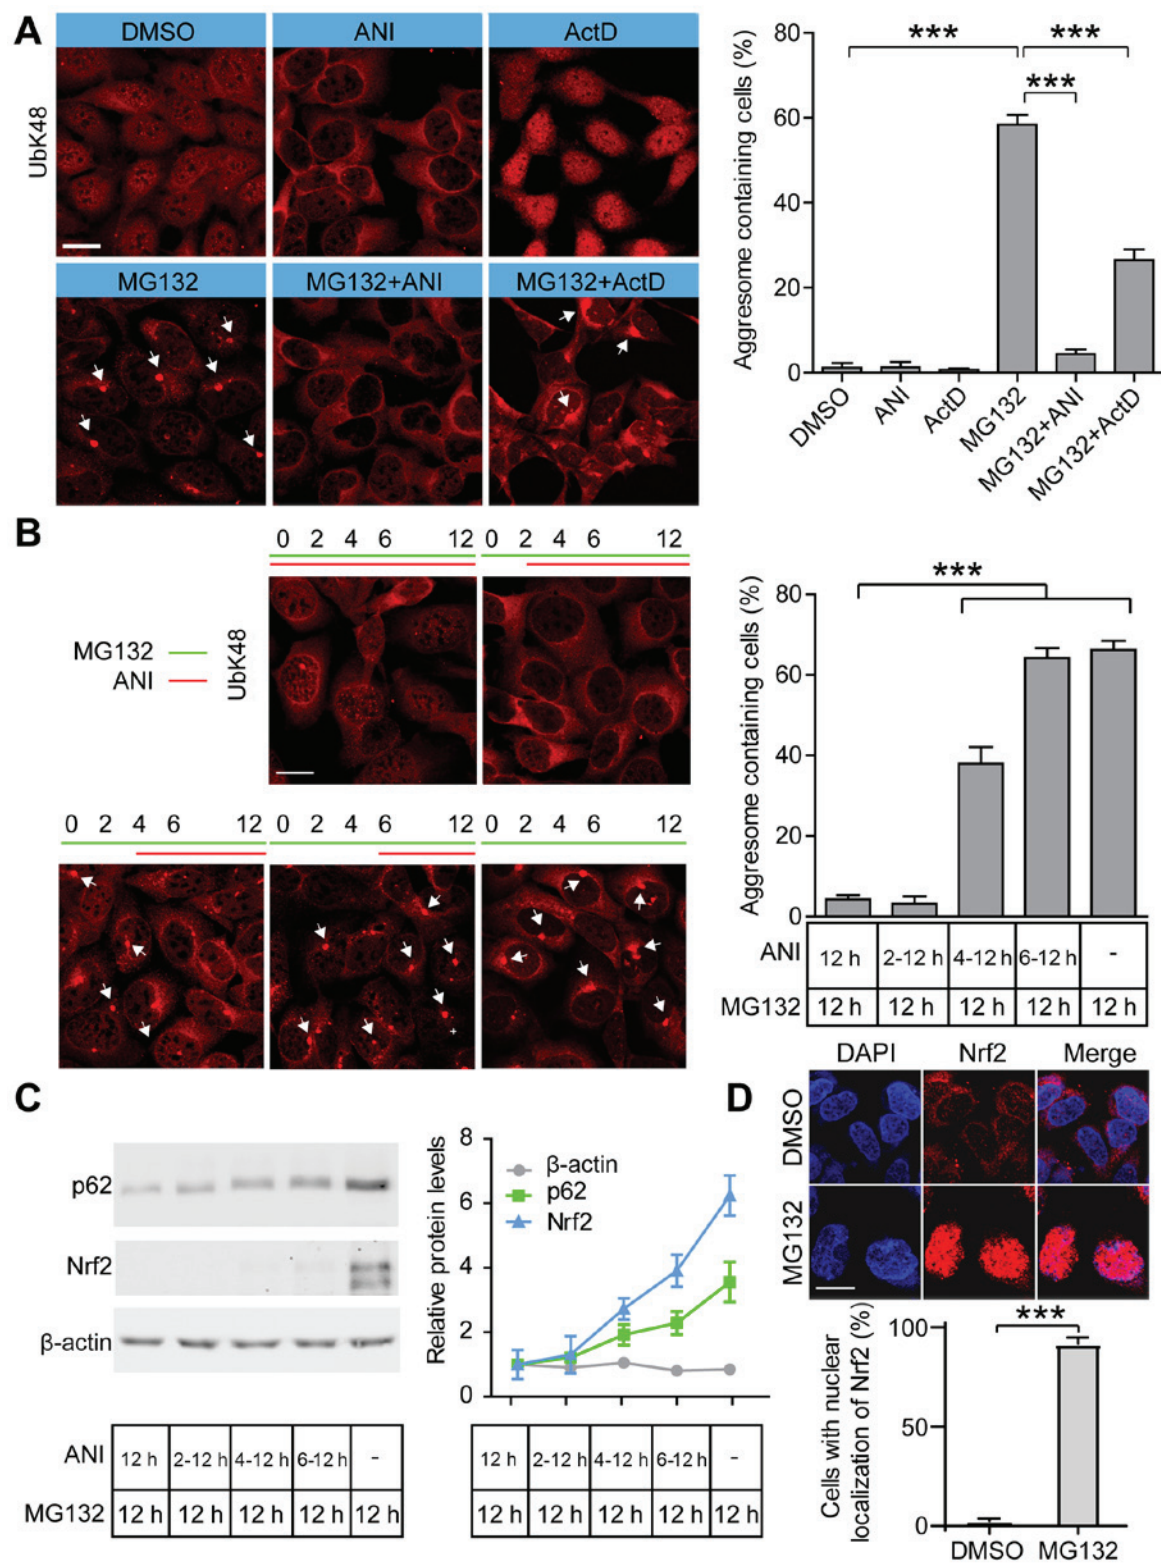 A
DMSO ANI ActD
UbK48
MG132 MG132+ANI MG132+ActD
Aggresome containing cells (%)
80
60
40
20
0
*** ***
***
DMSO ANI ActD MG132 MG132+ANI MG132+ActD
B
0 2 4 6 12 0 2 4 6 12
MG132
ANI
UbK48
0 2 4 6 12 0 2 4 6 12 0 2 4 6 12
Aggresome containing cells (%)
80
60
40
20
0
***
ANI 12 h 2-12 h 4-12 h 6-12 h -
MG132 12 h 12 h 12 h 12 h 12 h
C
p62
Nrf2
β-actin
ANI 12 h 2-12 h 4-12 h 6-12 h -
MG132 12 h 12 h 12 h 12 h 12 h
Relative protein levels
8
6
4
2
0
β-actin
p62
Nrf2
12 h 2-12 h 4-12 h 6-12 h -
12 h 12 h 12 h 12 h 12 h
D
DAPI Nrf2 Merge
DMSO
MG132
Cells with nuclear
localization of Nrf2 (%)
100
50
0
***
DMSO MG132